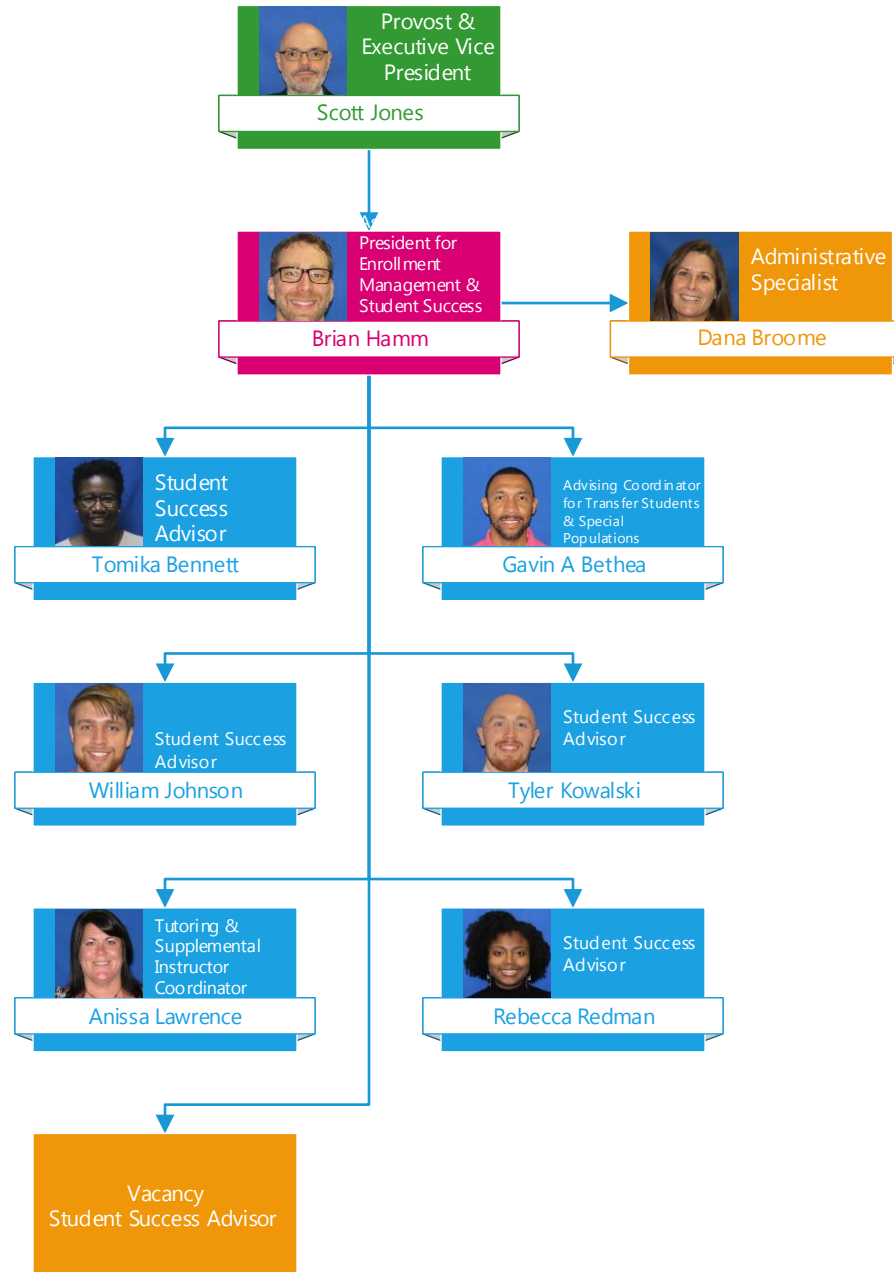 Provost &
Executive Vice
President
Scott Jones
President for
Enrollment
Management &
Student Success
Brian Hamm
Administrative
Specialist
Dana Broome
Student
Success
Advisor
Tomika Bennett
Advising Coordinator
for Transfer Students
& Special
Populations
Gavin A Bethea
Student Success
Advisor
William Johnson
Student Success
Advisor
Tyler Kowalski
Tutoring &
Supplemental
Instructor
Coordinator
Anissa Lawrence
Student Success
Advisor
Rebecca Redman
Vacancy
Student Success Advisor